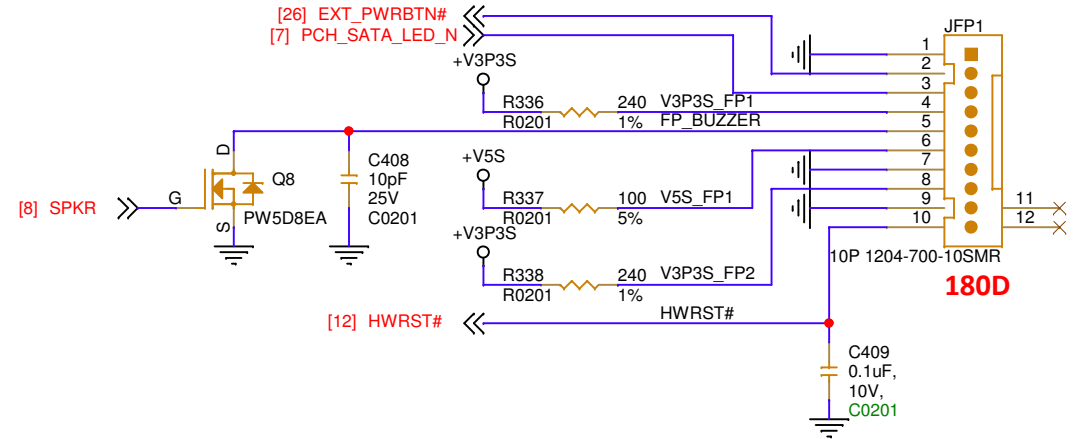 [26] EXT_PWRBTN#
[7] PCH_SATA_LED_N
JFP1
+V3P3S
1
2
3
R336 240 V3P3S_FP1 4
R0201 1% FP_BUZZER 5
D
C408
10pF
25V
C0201
+V5S
6
7
Q8
G
[8] SPKR
PW5D8EA
S
R337 100 V5S_FP1
R0201 5%
8
9 11
10 12
+V3P3S
10P 1204-700-10SMR
R338 240 V3P3S_FP2
R0201 1%
180D
[12] HWRST# HWRST#
C409
0.1uF,
10V,
C0201